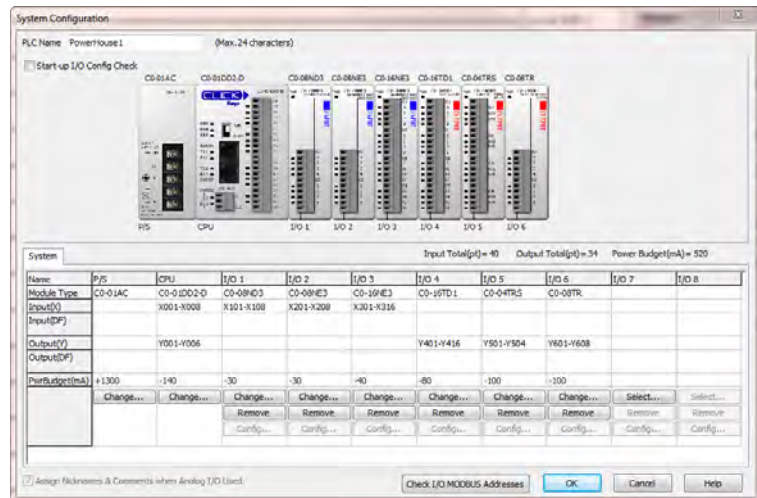 System Configuration
PLC Name PowerHouse1 (Max. 24 characters)
Start-up I/O Config Check
C0-01AC C0-01DD2-D C0-08ND3 C0-08NE3 C0-16NE3 C0-16TD1 C0-04TRS C0-08TR
CLICK
P/S CPU I/O 1 I/O 2 I/O 3 I/O 4 I/O 5 I/O 6
System Input Total(pt)= 40 Output Total(pt)= 34 Power Budget(mA)= 520
Name P/S CPU I/O 1 I/O 2 I/O 3 I/O 4 I/O 5 I/O 6 I/O 7 I/O 8
Module Type C0-01AC C0-01DD2-D C0-08ND3 C0-08NE3 C0-16NE3 C0-16TD1 C0-04TRS C0-08TR
Input(X) X001-X008 X101-X108 X201-X208 X301-X316
Input(DF)
Output(Y) Y001-Y006 Y401-Y416 Y501-Y504 Y601-Y608
Output(DF)
PwrBudget(mA) +1300 -140 -30 -30 -40 -80 -100 -100
Change... Change... Change... Change... Change... Change... Change... Change... Select... Select...
Remove Remove Remove Remove Remove Remove Remove Remove
Config... Config... Config... Config... Config... Config... Config... Config...
Assign Nicknames & Comments when Analog I/O Used. Check I/O MODBUS Addresses OK Cancel Help